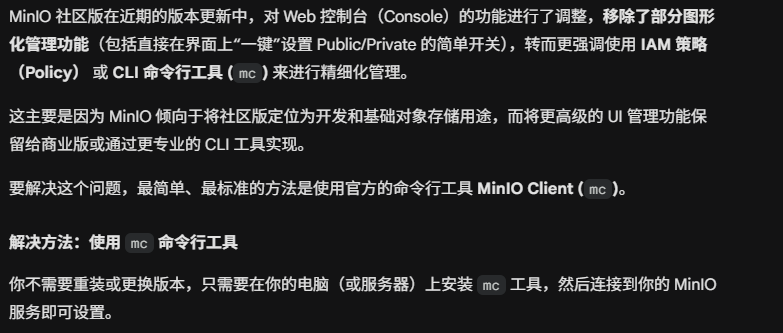 MinIO 社区版在近期的版本更新中，对 Web 控制台（Console）的功能进行了调整，移除了部分图形
化管理功能（包括直接在界面上“一键”设置 Public/Private 的简单开关），转而更强调使用 IAM 策略
（Policy） 或 CLI 命令行工具 (mc) 来进行精细化管理。
这主要是因为 MinIO 倾向于将社区版定位为开发和基础对象存储用途，而将更高级的 UI 管理功能保
留给商业版或通过更专业的 CLI 工具实现。
要解决这个问题，最简单、最标准的方法是使用官方的命令行工具 MinIO Client (mc)。
解决方法：使用 mc 命令行工具
你不需要重装或更换版本，只需要在你的电脑（或服务器）上安装 mc 工具，然后连接到你的 MinIO
服务即可设置。